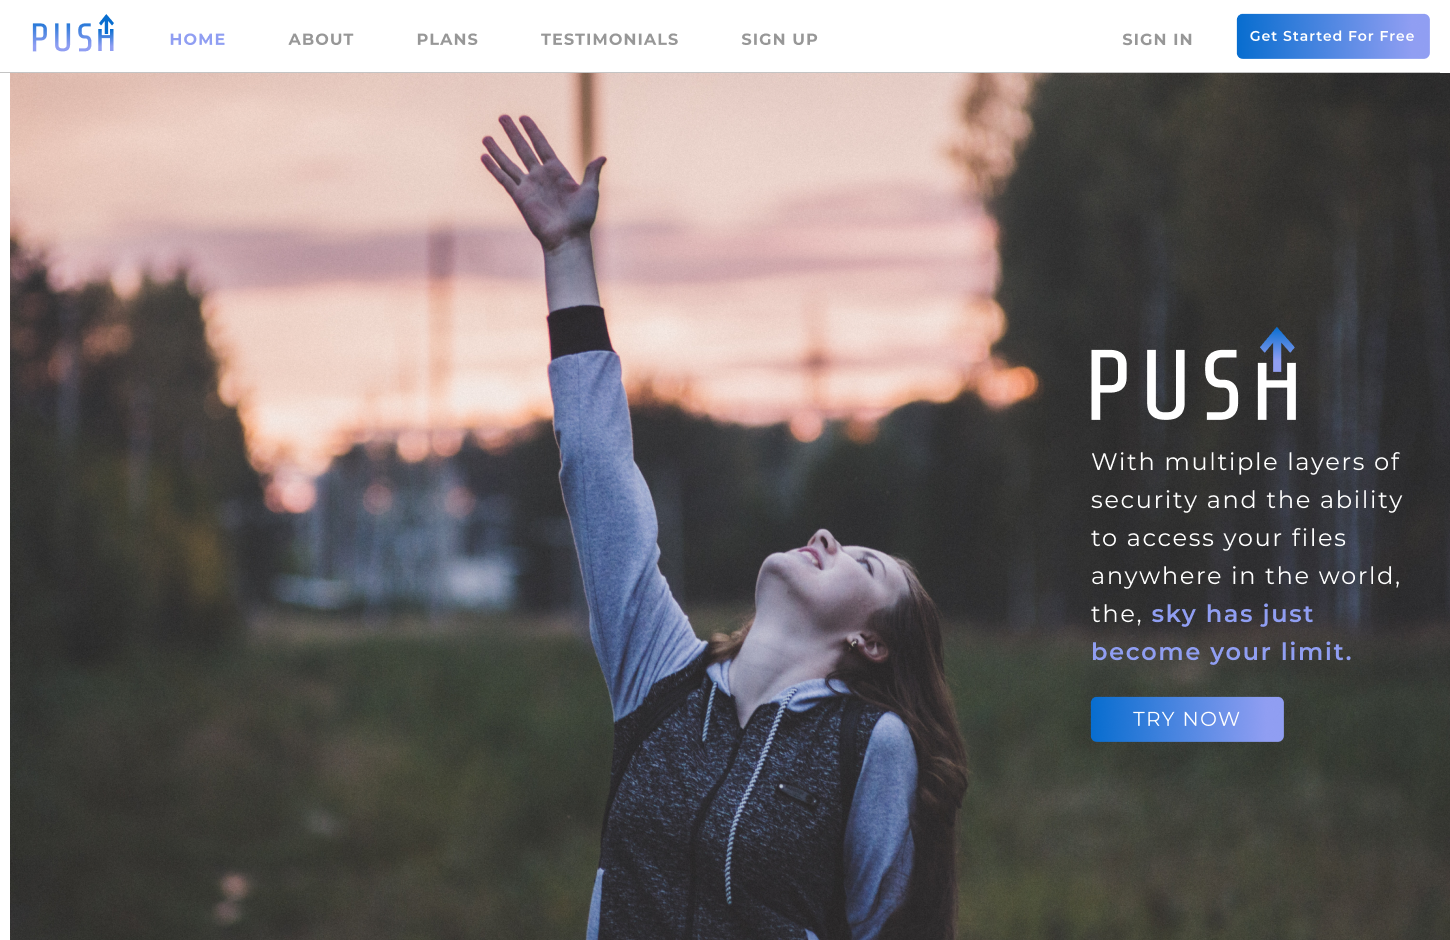 PUSH HOME ABOUT PLANS TESTIMONIALS SIGN UP SIGN IN Get Started For Free
PUSH
With multiple layers of
security and the ability
to access your files
anywhere in the world,
the, sky has just
become your limit.
TRY NOW